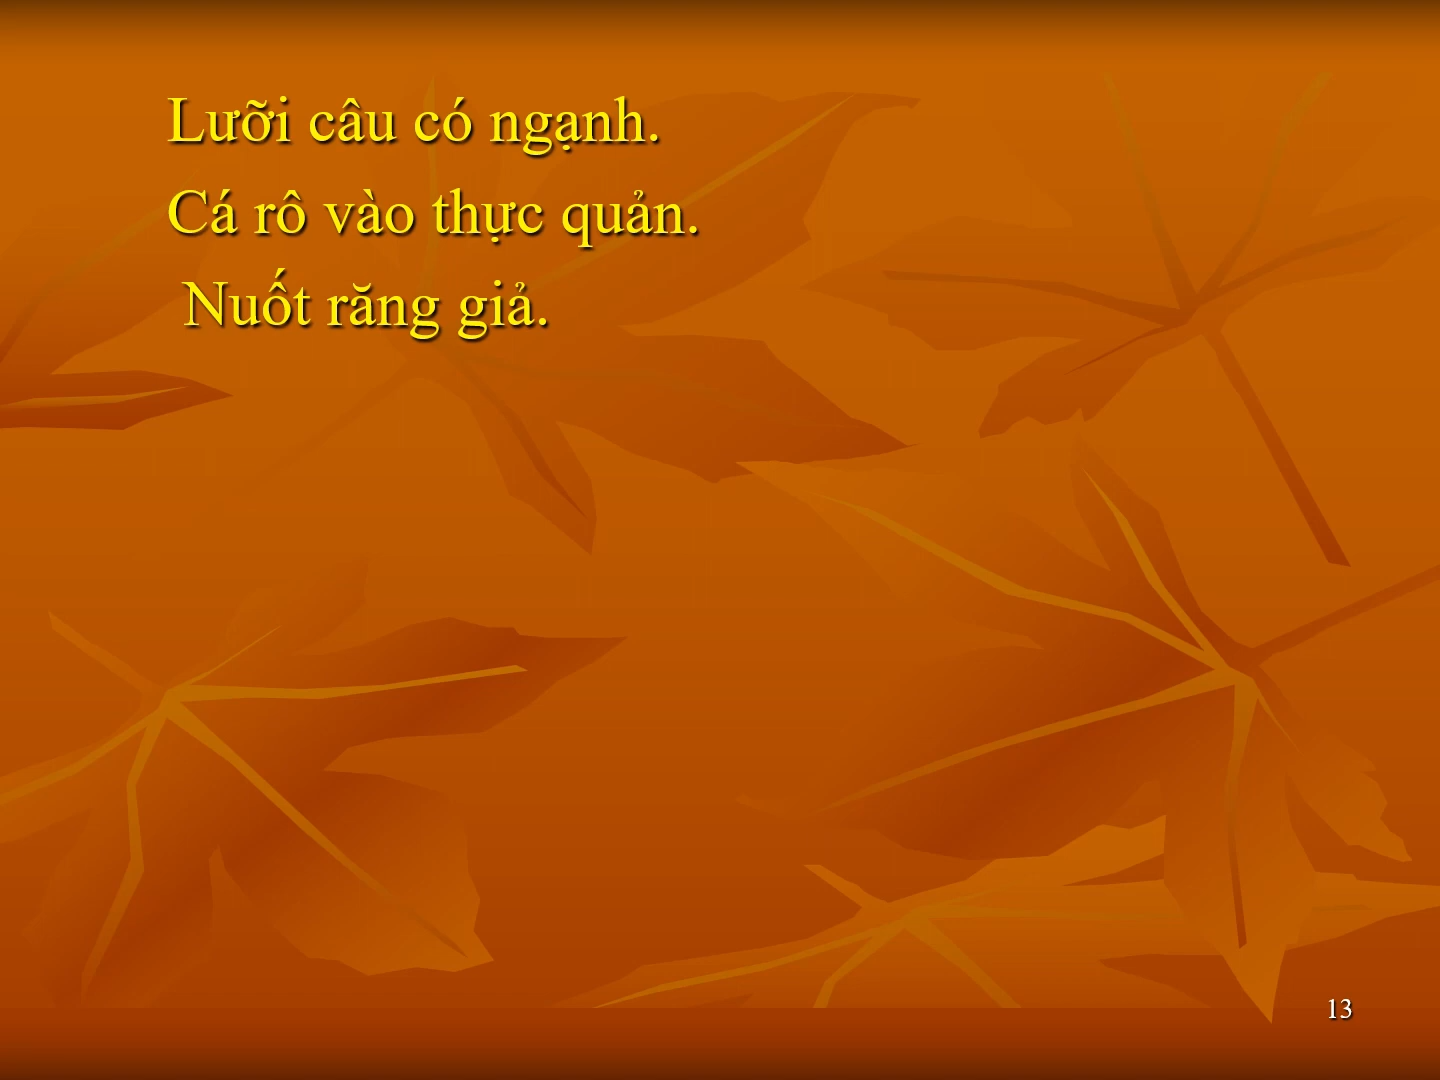 Lưỡi câu có ngạnh.
Cá rô vào thực quản.
Nuốt răng giả.
13